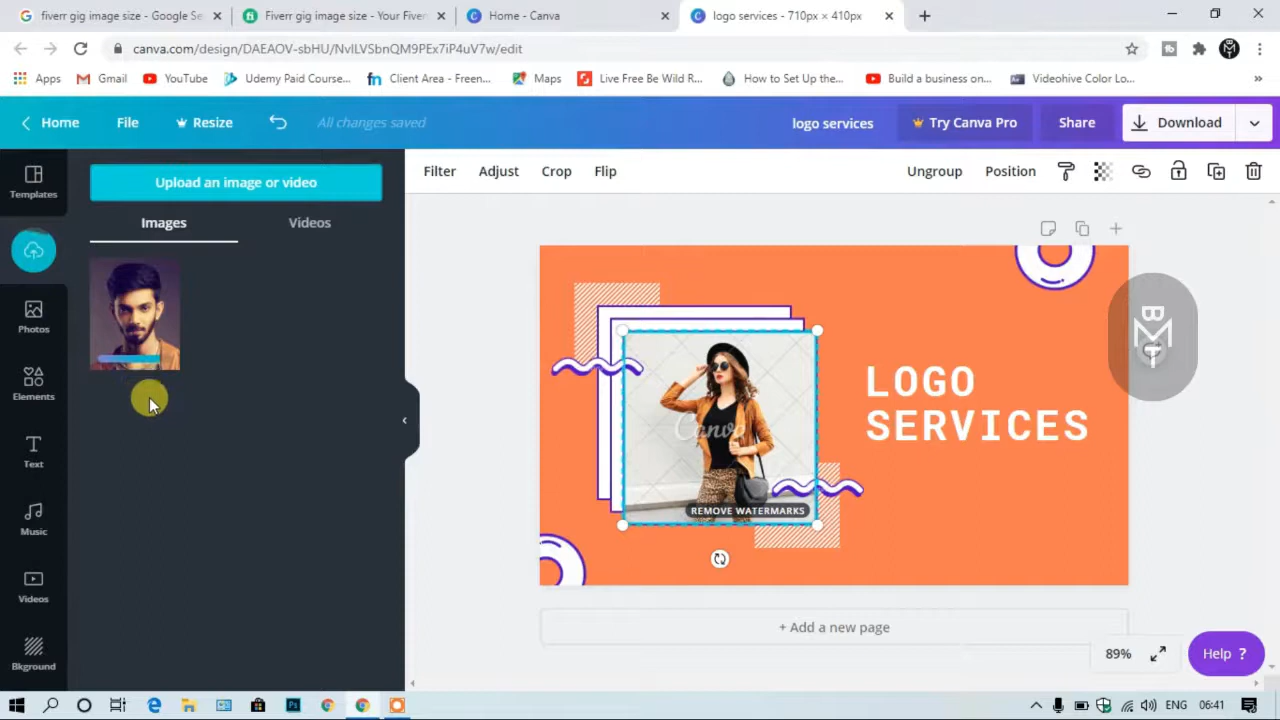 fiverr gig image size - Google Se
Fiverr gig image size - Your Fiver
Home - Canva
logo services - 710px × 410px
canva.com/design/DAEAOV-sbHU/NvlLVSbnQM9PEx7iP4uV7w/edit
Apps
Gmail
YouTube
Udemy Paid Course...
Client Area - Freen...
Maps
Live Free Be Wild R...
How to Set Up the...
Build a business on...
Videohive Color Lo...
»
Home
File
Resize
All changes saved
logo services
Try Canva Pro
Share
Download
Templates
Upload an image or video
Filter
Adjust
Crop
Flip
Ungroup
Position
Images
Videos
Photos
Elements
Text
Music
Videos
Bkground
LOGO
SERVICES
Canva
REMOVE WATERMARKS
BMT
+ Add a new page
89%
Help ?
ENG
06:41